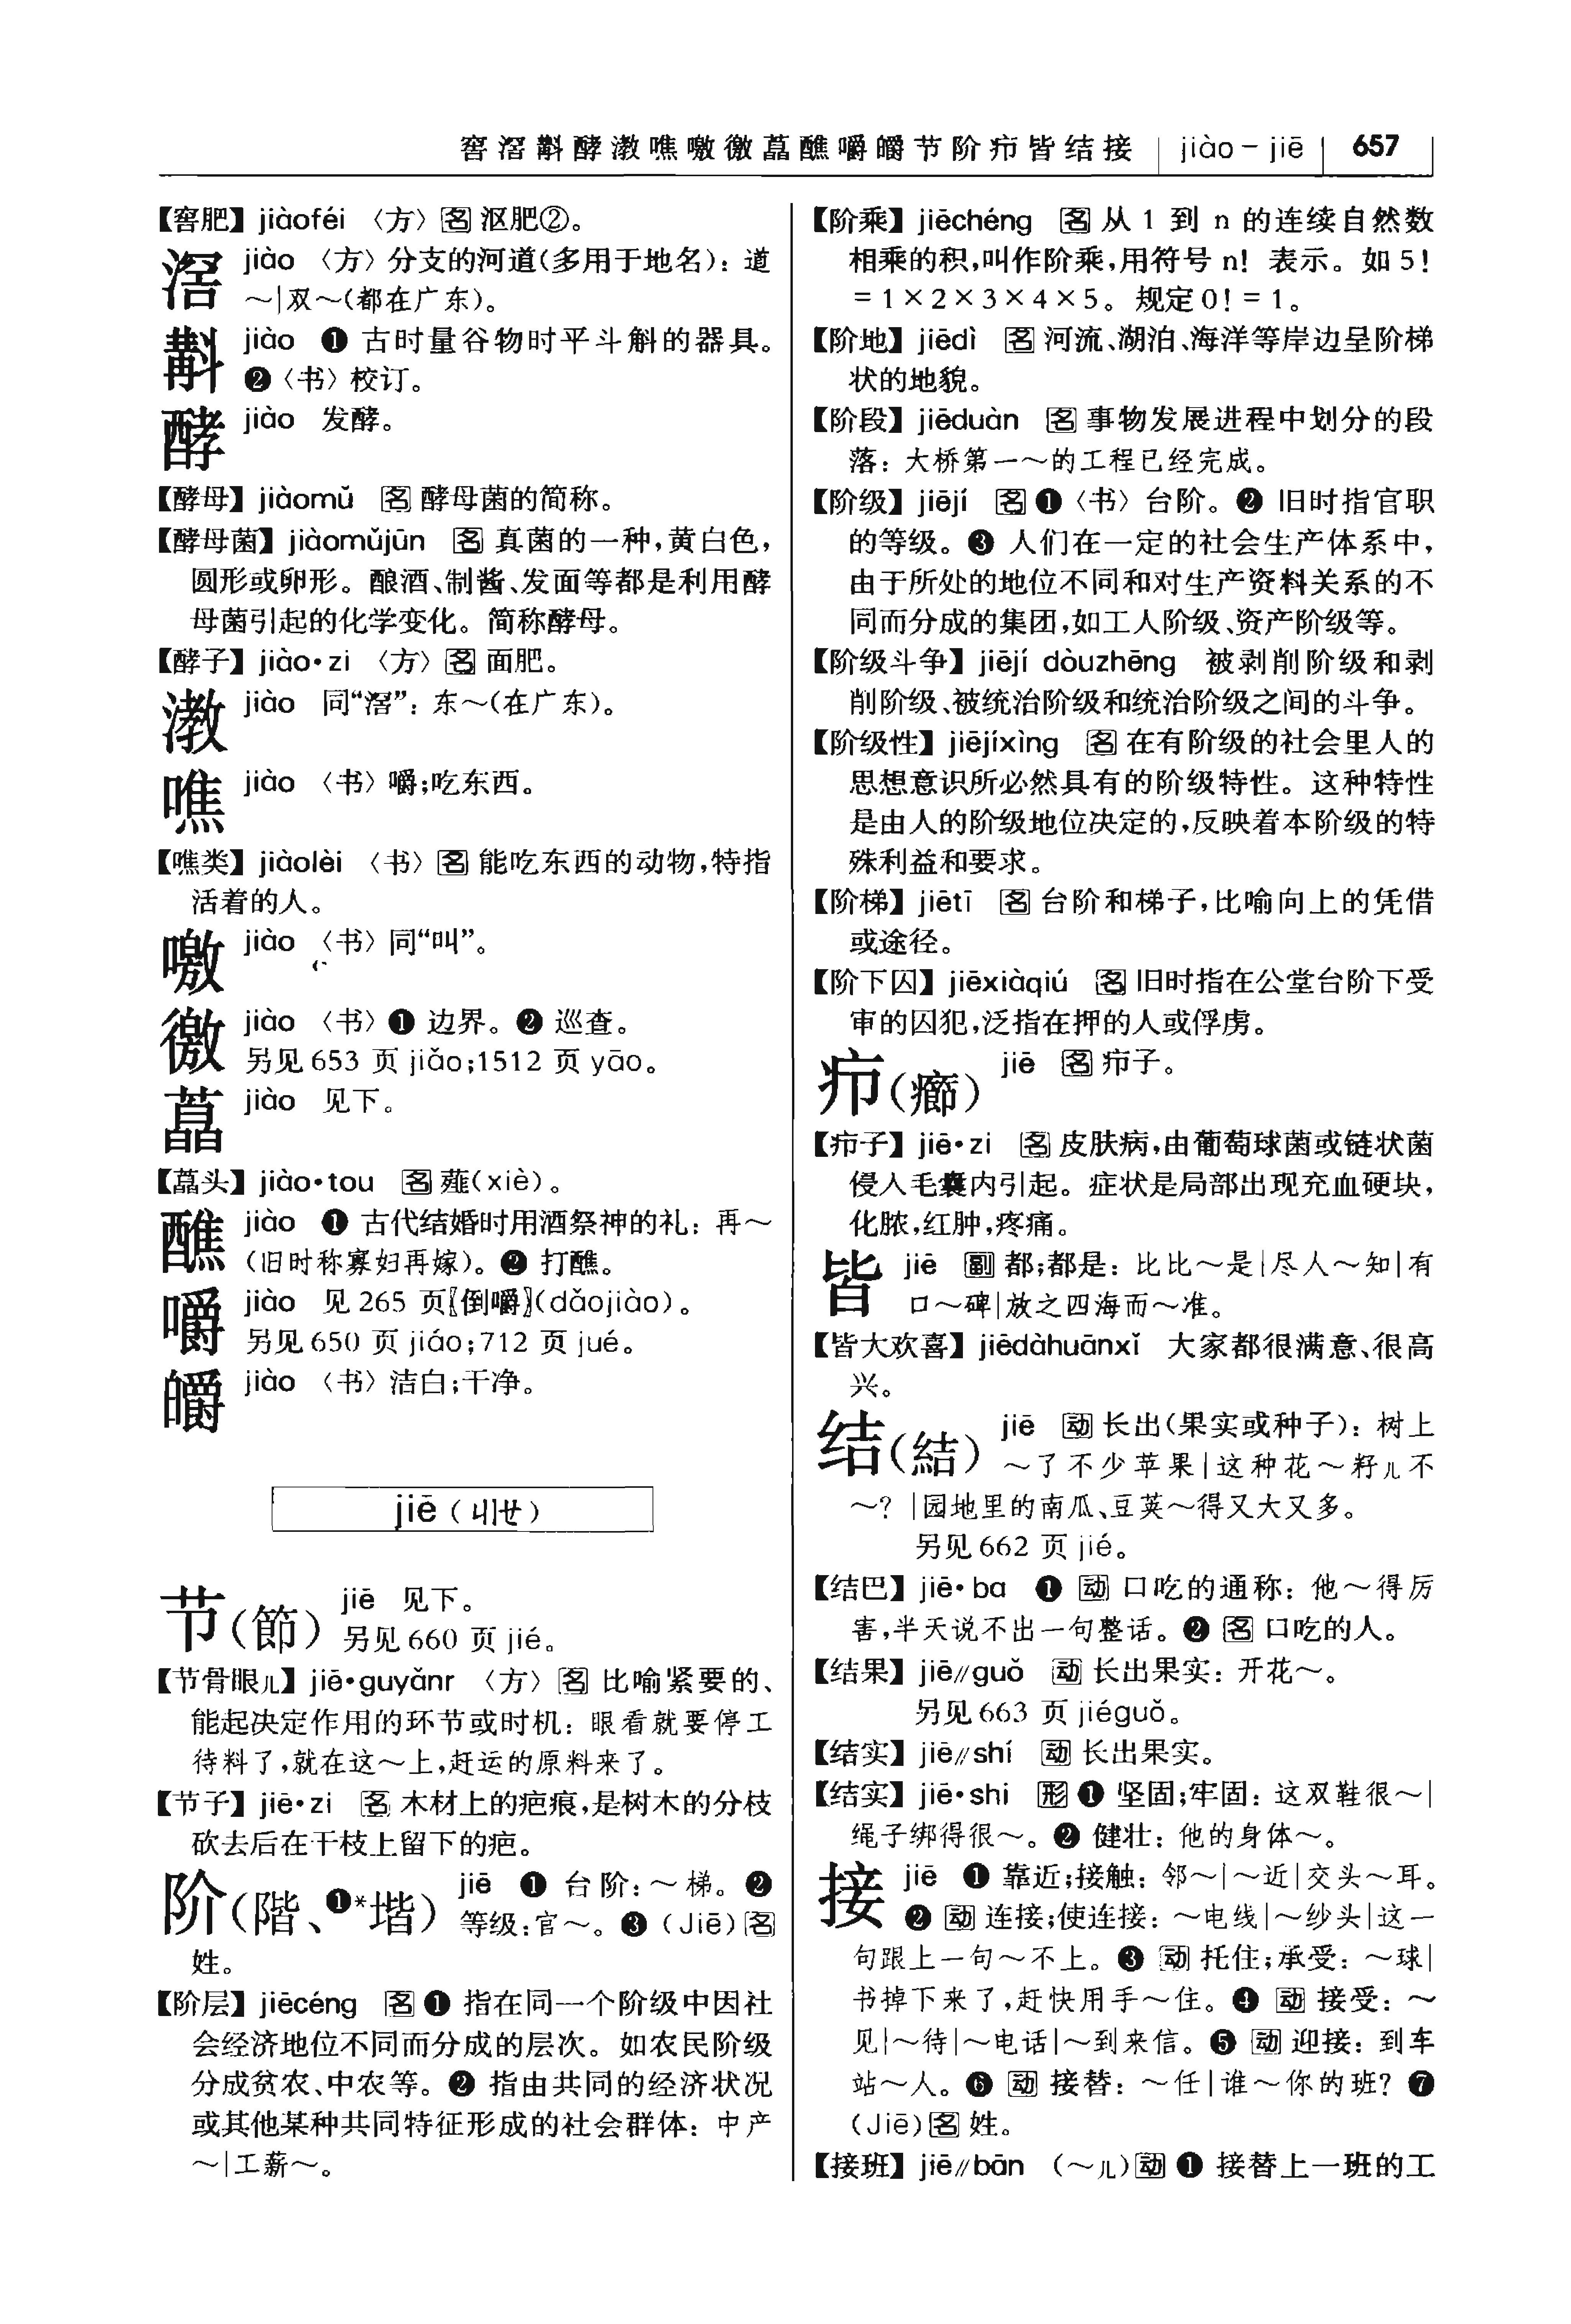 窖滘斠酵漖噍噭徼藠醮嚼皭节阶疖皆结接 jiào－jiē 657
【窖肥】jiàoféi 〈方〉名 沤肥②。
滘 jiào 〈方〉分支的河道(多用于地名)：道
～|双～(都在广东)。
斠 jiào ❶ 古时量谷物时平斗斛的器具。
❷〈书〉校订。
酵 jiào 发酵。
【酵母】jiàomǔ 名 酵母菌的简称。
【酵母菌】jiàomǔjūn 名 真菌的一种,黄白色,
圆形或卵形。酿酒、制酱、发面等都是利用酵
母菌引起的化学变化。简称酵母。
【酵子】jiào·zi 〈方〉名 面肥。
漖 jiào 同“滘”：东～(在广东)。
噍 jiào 〈书〉嚼;吃东西。
【噍类】jiàolèi 〈书〉名 能吃东西的动物,特指
活着的人。
噭 jiào 〈书〉同“叫”。
徼 jiào 〈书〉❶ 边界。❷ 巡查。
另见653 页 jiǎo;1512 页 yāo。
藠 jiào 见下。
【藠头】jiào·tou 名 薤(xiè)。
醮 jiào ❶ 古代结婚时用酒祭神的礼：再～
(旧时称寡妇再嫁)。❷ 打醮。
嚼 jiào 见 265 页〖倒嚼〗(dǎojiào)。
另见650 页 jiáo;712 页 jué。
皭 jiào 〈书〉洁白;干净。
jiē (ㄐㄧㄝ)
节(節) jiē 见下。
另见660 页 jié。
【节骨眼儿】jiē·guyǎnr 〈方〉名 比喻紧要的、
能起决定作用的环节或时机：眼看就要停工
待料了,就在这～上,赶运的原料来了。
【节子】jiē·zi 名 木材上的疤痕,是树木的分枝
砍去后在干枝上留下的疤。
阶(階、❶*堦) jiē ❶ 台阶：～梯。❷
等级：官～。❸ (Jiē)名
姓。
【阶层】jiēcéng 名 ❶ 指在同一个阶级中因社
会经济地位不同而分成的层次。如农民阶级
分成贫农、中农等。❷ 指由共同的经济状况
或其他某种共同特征形成的社会群体：中产
～|工薪～。
【阶乘】jiēchéng 名 从 1 到 n 的连续自然数
相乘的积,叫作阶乘,用符号 n! 表示。如 5!
= 1×2×3×4×5。规定 0! = 1。
【阶地】jiēdì 名 河流、湖泊、海洋等岸边呈阶梯
状的地貌。
【阶段】jiēduàn 名 事物发展进程中划分的段
落：大桥第一～的工程已经完成。
【阶级】jiējí 名 ❶〈书〉台阶。❷ 旧时指官职
的等级。❸ 人们在一定的社会生产体系中,
由于所处的地位不同和对生产资料关系的不
同而分成的集团,如工人阶级、资产阶级等。
【阶级斗争】jiējí dòuzhēng 被剥削阶级和剥
削阶级、被统治阶级和统治阶级之间的斗争。
【阶级性】jiējíxìng 名 在有阶级的社会里人的
思想意识所必然具有的阶级特性。这种特性
是由人的阶级地位决定的,反映着本阶级的特
殊利益和要求。
【阶梯】jiētī 名 台阶和梯子,比喻向上的凭借
或途径。
【阶下囚】jiēxiàqiú 名 旧时指在公堂台阶下受
审的囚犯,泛指在押的人或俘虏。
疖(癤) jiē 名 疖子。
【疖子】jiē·zi 名 皮肤病,由葡萄球菌或链状菌
侵入毛囊内引起。症状是局部出现充血硬块,
化脓,红肿,疼痛。
皆 jiē 副 都;都是：比比～是|尽人～知|有
口～碑|放之四海而～准。
【皆大欢喜】jiēdàhuānxǐ 大家都很满意、很高
兴。
结(結) jiē 动 长出(果实或种子)：树上
～了不少苹果|这种花～籽儿不
～? |园地里的南瓜、豆荚～得又大又多。
另见662 页 jié。
【结巴】jiē·ba ❶ 动 口吃的通称：他～得厉
害,半天说不出一句整话。❷ 名 口吃的人。
【结果】jiē∥guǒ 动 长出果实：开花～。
另见663 页 jiéguǒ。
【结实】jiē∥shí 动 长出果实。
【结实】jiē·shi 形 ❶ 坚固;牢固：这双鞋很～|
绳子绑得很～。❷ 健壮：他的身体～。
接 jiē ❶ 靠近;接触：邻～|～近|交头～耳。
❷ 动 连接;使连接：～电线|～纱头|这一
句跟上一句～不上。❸ 动 托住;承受：～球|
书掉下来了,赶快用手～住。❹ 动 接受：～
见|～待|～电话|～到来信。❺ 动 迎接：到车
站～人。❻ 动 接替：～任|谁～你的班? ❼
(Jiē)名 姓。
【接班】jiē∥bān (～儿)动 ❶ 接替上一班的工